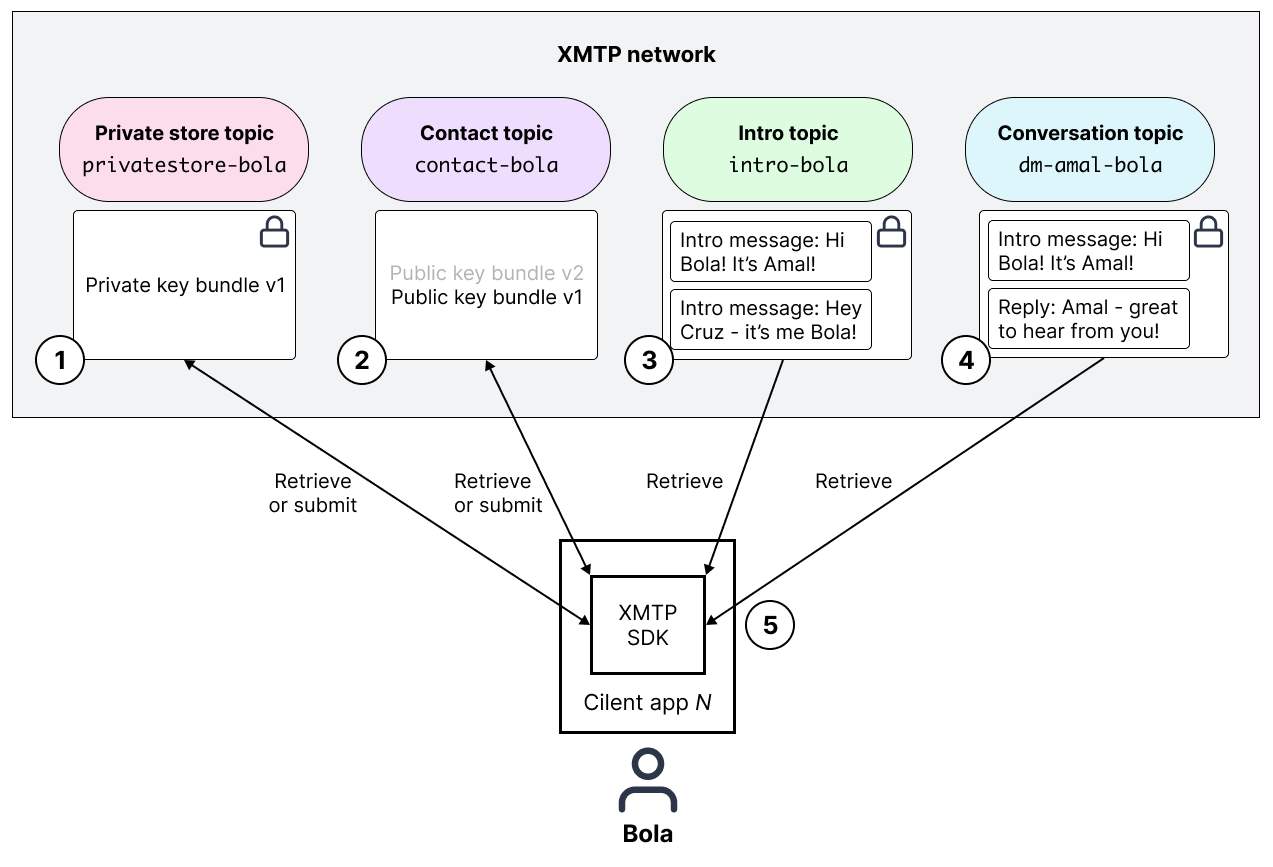 XMTP network
Private store topic
privatestore-bola
Contact topic
contact-bola
Intro topic
intro-bola
Conversation topic
dm-amal-bola
Private key bundle v1
Public key bundle v2
Public key bundle v1
Intro message: Hi
Bola! It’s Amal!
Intro message: Hey
Cruz - it’s me Bola!
Intro message: Hi
Bola! It’s Amal!
Reply: Amal - great
to hear from you!
1
2
3
4
Retrieve
or submit
Retrieve
or submit
Retrieve
Retrieve
XMTP
SDK
5
Cilent app N
Bola